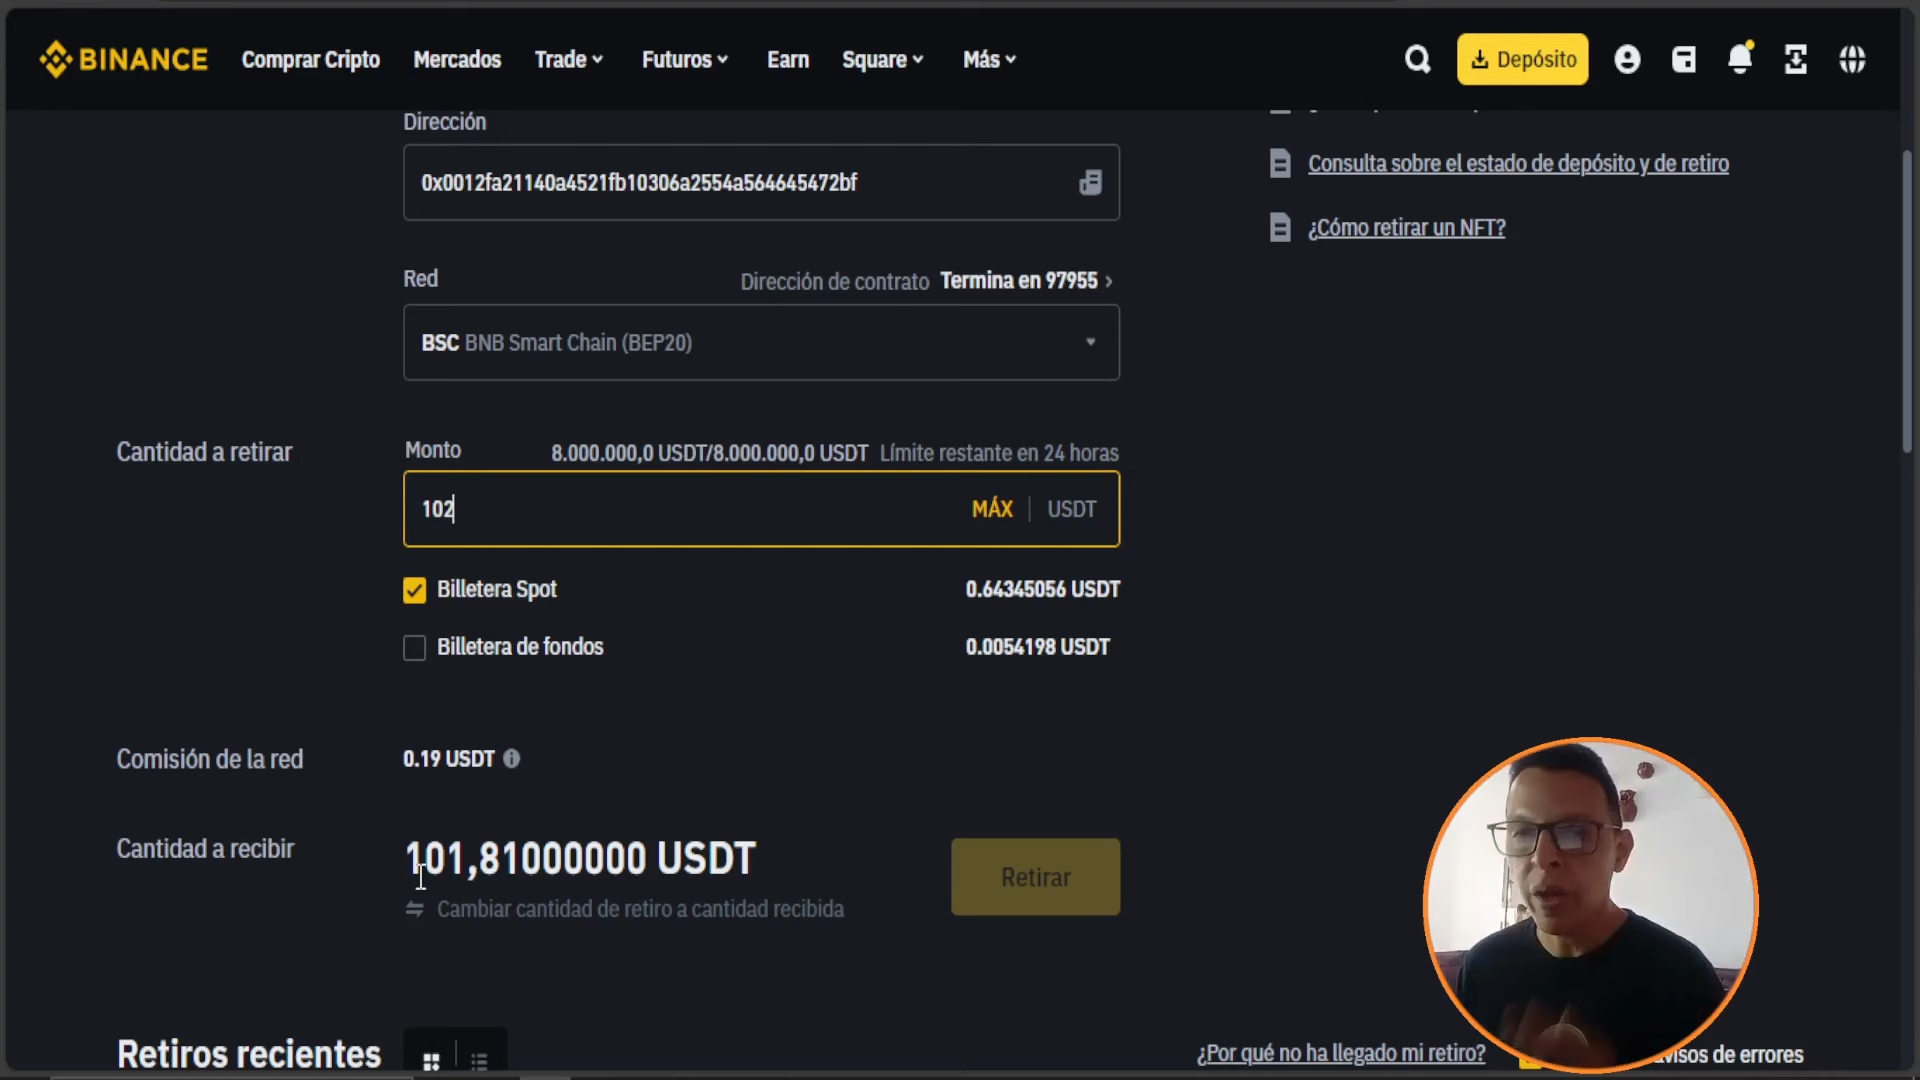 BINANCE Comprar Cripto Mercados Trade Futuros Earn Square Más Depósito
Dirección
0x0012fa21140a4521fb10306a2554a564645472bf
Consulta sobre el estado de depósito y de retiro
¿Cómo retirar un NFT?
Red Dirección de contrato Termina en 97955
BSC BNB Smart Chain (BEP20)
Cantidad a retirar
Monto 8.000.000,0 USDT/8.000.000,0 USDT Límite restante en 24 horas
102 MÁX | USDT
Billetera Spot 0.64345056 USDT
Billetera de fondos 0.0054198 USDT
Comisión de la red 0.19 USDT
Cantidad a recibir 101,81000000 USDT
Retirar
Cambiar cantidad de retiro a cantidad recibida
Retiros recientes
¿Por qué no ha llegado mi retiro? avisos de errores